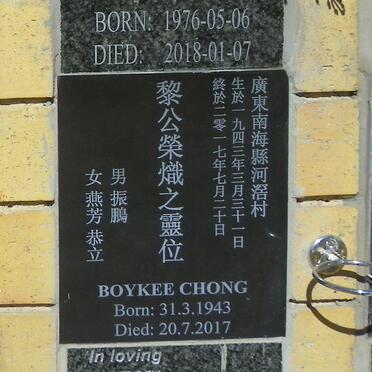 BORN: 1976-05-06
DIED: 2018-01-07
廣東南海縣河滘村
生於一九四三年三月三十一日
終於二零一七年七月二十日
黎公榮熾之靈位
男 振鵬
女 燕芳 恭立
BOYKEE CHONG
Born: 31.3.1943
Died: 20.7.2017
In loving